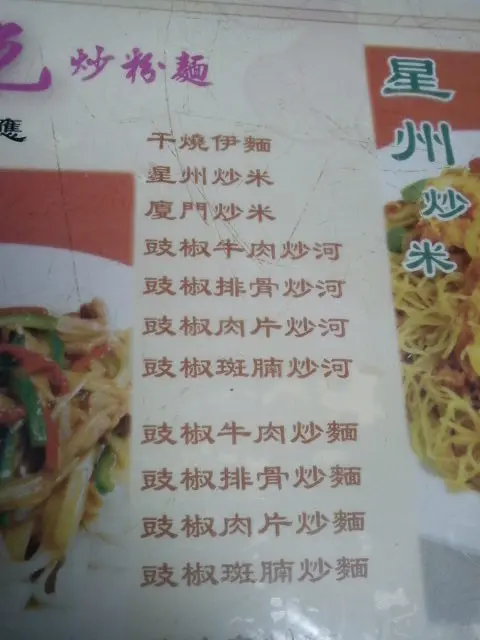 炒粉麵
應
干燒伊麵
星州炒米
廈門炒米
豉椒牛肉炒河
豉椒排骨炒河
豉椒肉片炒河
豉椒斑腩炒河
豉椒牛肉炒麵
豉椒排骨炒麵
豉椒肉片炒麵
豉椒斑腩炒麵
星州炒米